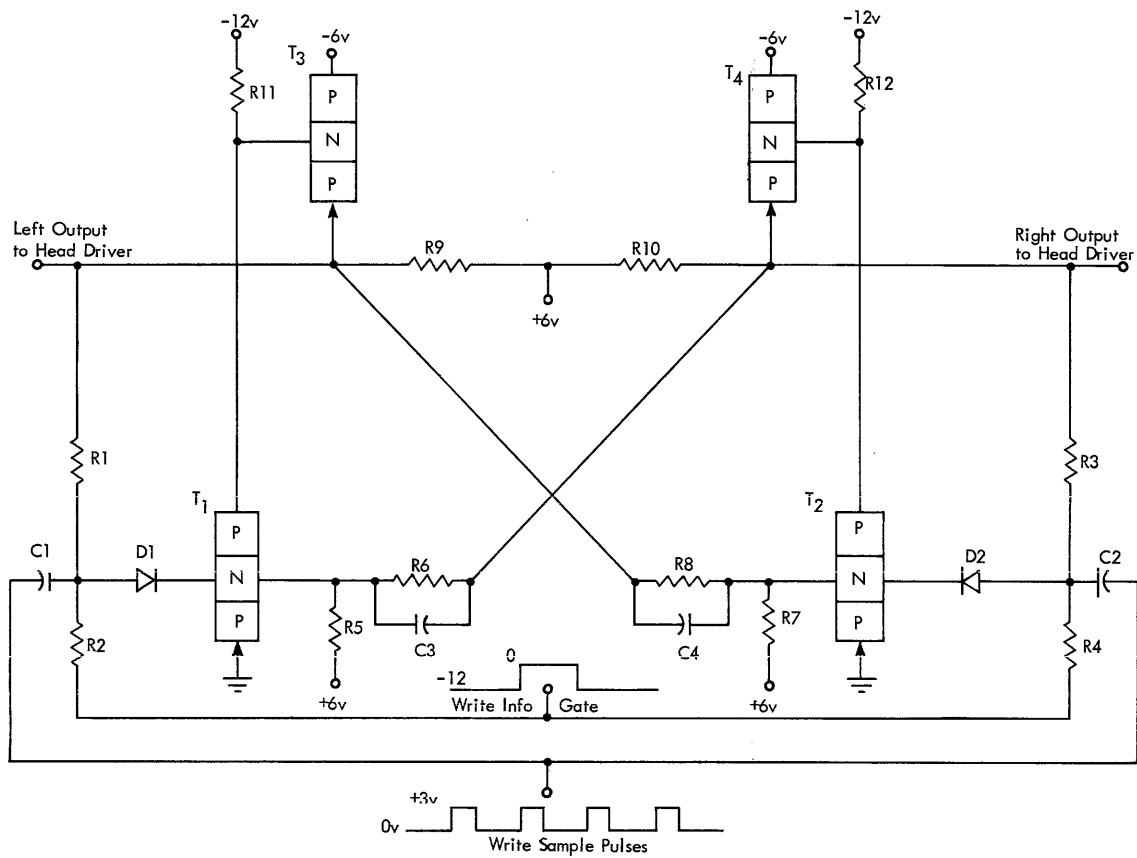 -12v
-6v
T3
R11
P
N
P
-6v
T4
-12v
R12
P
N
P
Left Output
to Head Driver
R9
R10
+6v
Right Output
to Head Driver
R1
R3
T1
P
N
P
C1
D1
R2
R6
C3
R5
+6v
R8
C4
R7
+6v
T2
P
N
P
D2
C2
R4
0
-12
Write Info Gate
+3v
0v
Write Sample Pulses